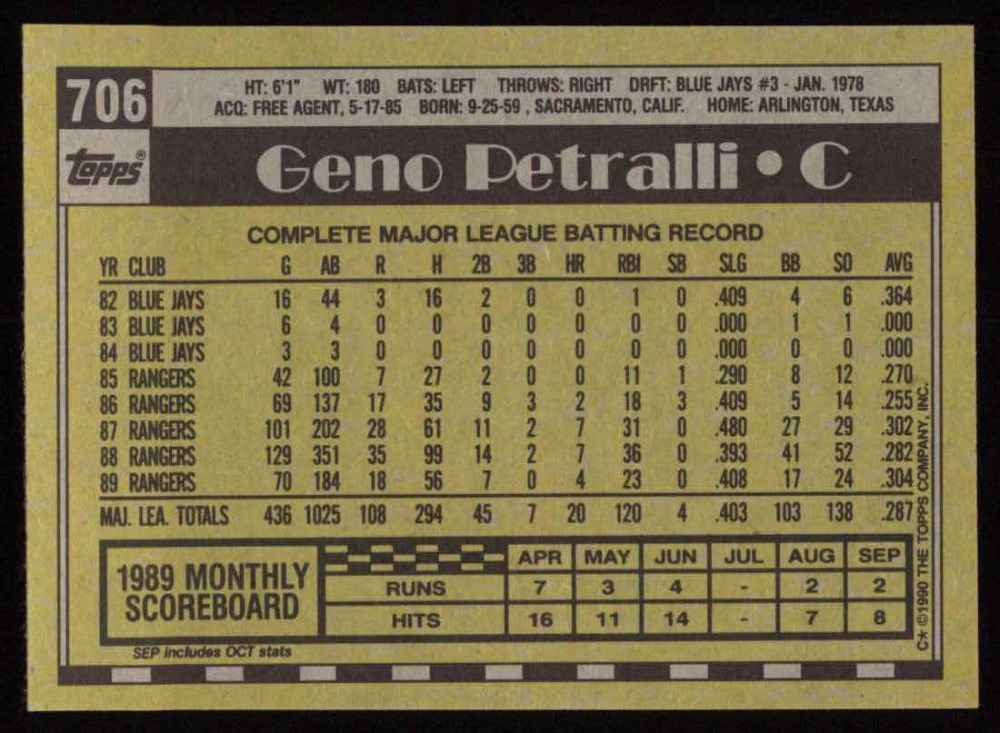 706
HT: 6'1" WT: 180 BATS: LEFT THROWS: RIGHT DRFT: BLUE JAYS #3 - JAN. 1978
ACQ: FREE AGENT, 5-17-85 BORN: 9-25-59 , SACRAMENTO, CALIF. HOME: ARLINGTON, TEXAS
topps®
Geno Petralli • C
COMPLETE MAJOR LEAGUE BATTING RECORD
YR CLUB G AB R H 2B 3B HR RBI SB SLG BB SO AVG
82 BLUE JAYS 16 44 3 16 2 0 0 1 0 .409 4 6 .364
83 BLUE JAYS 6 4 0 0 0 0 0 0 0 .000 1 1 .000
84 BLUE JAYS 3 3 0 0 0 0 0 0 0 .000 0 0 .000
85 RANGERS 42 100 7 27 2 0 0 11 1 .290 8 12 .270
86 RANGERS 69 137 17 35 9 3 2 18 3 .409 5 14 .255
87 RANGERS 101 202 28 61 11 2 7 31 0 .480 27 29 .302
88 RANGERS 129 351 35 99 14 2 7 36 0 .393 41 52 .282
89 RANGERS 70 184 18 56 7 0 4 23 0 .408 17 24 .304
MAJ. LEA. TOTALS 436 1025 108 294 45 7 20 120 4 .403 103 138 .287
1989 MONTHLY
SCOREBOARD
APR MAY JUN JUL AUG SEP
RUNS 7 3 4 - 2 2
HITS 16 11 14 - 7 8
SEP includes OCT stats
C* ©1990 THE TOPPS COMPANY, INC.